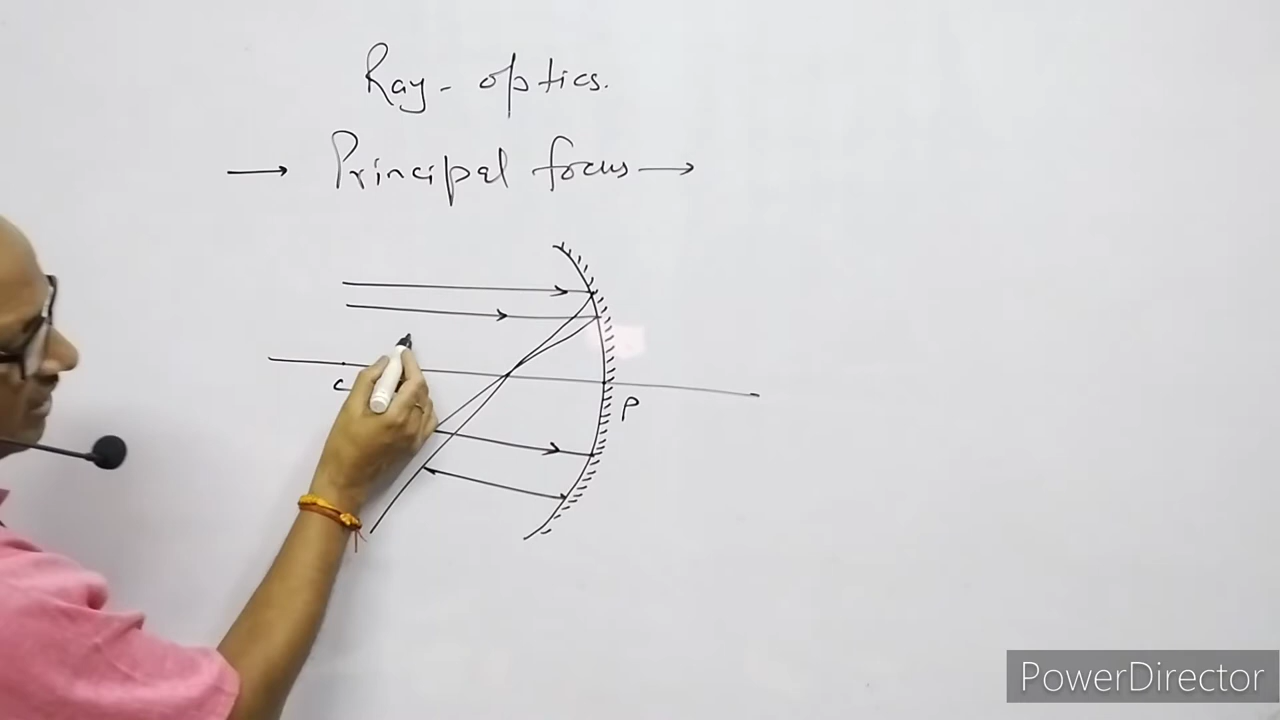 Ray - optics.
→ Principal focus →
C
P
PowerDirector